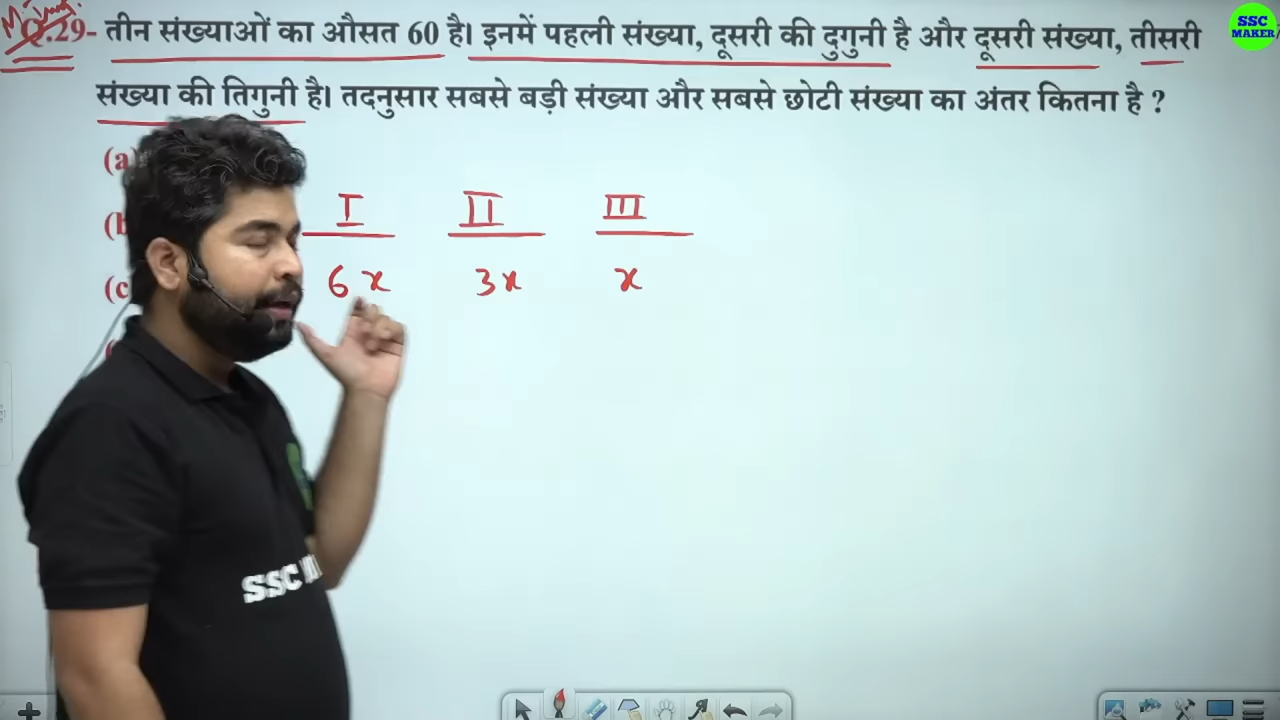 Q.29- तीन संख्याओं का औसत 60 है। इनमें पहली संख्या, दूसरी की दुगुनी है और दूसरी संख्या, तीसरी
संख्या की तिगुनी है। तदनुसार सबसे बड़ी संख्या और सबसे छोटी संख्या का अंतर कितना है ?
SSC
MAKER
(a)
(b
(c)
I II III
6x 3x x
SSC